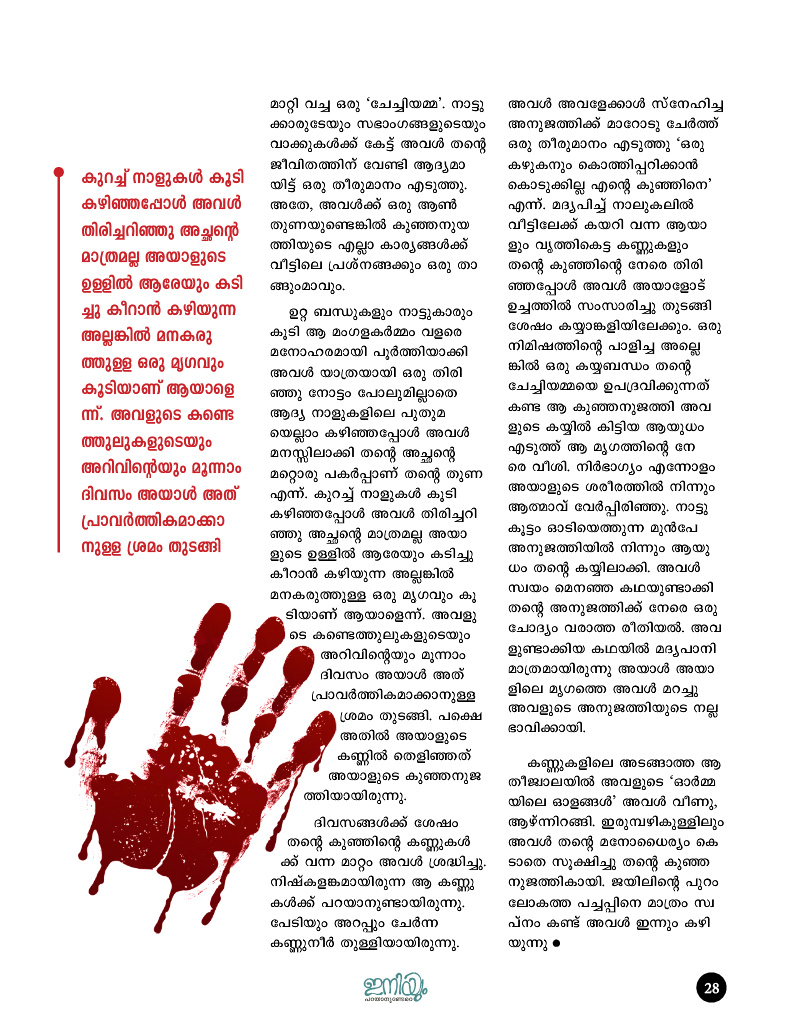 കുറച്ച് നാളുകൾ കൂടി
കഴിഞ്ഞപ്പോൾ അവൾ
തിരിച്ചറിഞ്ഞു അച്ഛന്റെ
മാത്രമല്ല അയാളുടെ
ഉള്ളിൽ ആരേയും കടി
ച്ചു കീറാൻ കഴിയുന്ന
അല്ലങ്കിൽ മനകരു
ത്തുള്ള ഒരു മൃഗവും
കൂടിയാണ് ആയാളെ
ന്ന്. അവളുടെ കണ്ടെ
ത്തുലുകളുടെയും
അറിവിന്റെയും മൂന്നാം
ദിവസം അയാൾ അത്
പ്രാവർത്തികമാക്കാ
നുള്ള ശ്രമം തുടങ്ങി
മാറ്റി വച്ച ഒരു ‘ചേച്ചിയമ്മ’. നാട്ടു
ക്കാരുടേയും സഭാംഗങ്ങളുടെയും
വാക്കുകൾക്ക് കേട്ട് അവൾ തന്റെ
ജീവിതത്തിന് വേണ്ടി ആദ്യമാ
യിട്ട് ഒരു തീരുമാനം എടുത്തു.
അതേ, അവൾക്ക് ഒരു ആൺ
തുണയുണ്ടെങ്കിൽ കുഞ്ഞനുയ
ത്തിയുടെ എല്ലാ കാര്യങ്ങൾക്ക്
വീട്ടിലെ പ്രശ്നങ്ങക്കും ഒരു താ
ങ്ങുംമാവും.
ഉറ്റ ബന്ധുകളും നാട്ടുകാരും
കൂടി ആ മംഗളകർമ്മം വളരെ
മനോഹരമായി പൂർത്തിയാക്കി
അവൾ യാത്രയായി ഒരു തിരി
ഞ്ഞു നോട്ടം പോലുമില്ലാതെ
ആദ്യ നാളുകളിലെ പുതുമ
യെല്ലാം കഴിഞ്ഞപ്പോൾ അവൾ
മനസ്സിലാക്കി തന്റെ അച്ഛന്റെ
മറ്റൊരു പകർപ്പാണ് തന്റെ തുണ
എന്ന്. കുറച്ച് നാളുകൾ കൂടി
കഴിഞ്ഞപ്പോൾ അവൾ തിരിച്ചറി
ഞ്ഞു അച്ഛന്റെ മാത്രമല്ല അയാ
ളുടെ ഉള്ളിൽ ആരേയും കടിച്ചു
കീറാൻ കഴിയുന്ന അല്ലങ്കിൽ
മനകരുത്തുള്ള ഒരു മൃഗവും കൂ
ടിയാണ് ആയാളെന്ന്. അവളു
ടെ കണ്ടെത്തുലുകളുടെയും
അറിവിന്റെയും മൂന്നാം
ദിവസം അയാൾ അത്
പ്രാവർത്തികമാക്കാനുള്ള
ശ്രമം തുടങ്ങി. പക്ഷെ
അതിൽ അയാളുടെ
കണ്ണിൽ തെളിഞ്ഞത്
അയാളുടെ കുഞ്ഞനുജ
ത്തിയായിരുന്നു.
ദിവസങ്ങൾക്ക് ശേഷം
തന്റെ കുഞ്ഞിന്റെ കണ്ണുകൾ
ക്ക് വന്ന മാറ്റം അവൾ ശ്രദ്ധിച്ചു.
നിഷ്കളങ്കമായിരുന്ന ആ കണ്ണു
കൾക്ക് പറയാനുണ്ടായിരുന്നു.
പേടിയും അറപ്പും ചേർന്ന
കണ്ണുനീർ തുള്ളിയായിരുന്നു.
അവൾ അവളേക്കാൾ സ്നേഹിച്ച
അനുജത്തിക്ക് മാറോടു ചേർത്ത്
ഒരു തീരുമാനം എടുത്തു ‘ഒരു
കഴുകനും കൊത്തിപ്പറിക്കാൻ
കൊടുക്കില്ല എന്റെ കുഞ്ഞിനെ’
എന്ന്. മദ്യപിച്ച് നാലുകലിൽ
വീട്ടിലേക്ക് കയറി വന്ന ആയാ
ളും വൃത്തികെട്ട കണ്ണുകളും
തന്റെ കുഞ്ഞിന്റെ നേരെ തിരി
ഞ്ഞപ്പോൾ അവൾ അയാളോട്
ഉച്ചത്തിൽ സംസാരിച്ചു തുടങ്ങി
ശേഷം കയ്യാങ്കളിയിലേക്കും. ഒരു
നിമിഷത്തിന്റെ പാളിച്ച അല്ലെ
ങ്കിൽ ഒരു കയ്യബന്ധം തന്റെ
ചേച്ചിയമ്മയെ ഉപദ്രവിക്കുന്നത്
കണ്ട ആ കുഞ്ഞനുജത്തി അവ
ളുടെ കയ്യിൽ കിട്ടിയ ആയുധം
എടുത്ത് ആ മൃഗത്തിന്റെ നേ
രെ വീശി. നിർഭാഗ്യം എന്നോളം
അയാളുടെ ശരീരത്തിൽ നിന്നും
ആത്മാവ് വേർപ്പിരിഞ്ഞു. നാട്ടു
കൂട്ടം ഓടിയെത്തുന്ന മുൻപേ
അനുജത്തിയിൽ നിന്നും ആയു
ധം തന്റെ കയ്യിലാക്കി. അവൾ
സ്വയം മെനഞ്ഞ കഥയുണ്ടാക്കി
തന്റെ അനുജത്തിക്ക് നേരെ ഒരു
ചോദ്യം വരാത്ത രീതിയൽ. അവ
ളുണ്ടാക്കിയ കഥയിൽ മദ്യപാനി
മാത്രമായിരുന്നു അയാൾ അയാ
ളിലെ മൃഗത്തെ അവൾ മറച്ചു
അവളുടെ അനുജത്തിയുടെ നല്ല
ഭാവിക്കായി.
കണ്ണുകളിലെ അടങ്ങാത്ത ആ
തീജ്വാലയിൽ അവളുടെ ‘ഓർമ്മ
യിലെ ഓളങ്ങൾ’ അവൾ വീണു,
ആഴ്ന്നിറങ്ങി. ഇരുമ്പഴികുള്ളിലും
അവൾ തന്റെ മനോധൈര്യം കെ
ടാതെ സൂക്ഷിച്ചു തന്റെ കുഞ്ഞ
നുജത്തികായി. ജയിലിന്റെ പുറം
ലോകത്ത പച്ചപ്പിനെ മാത്രം സ്വ
പ്നം കണ്ട് അവൾ ഇന്നും കഴി
യുന്നു ●
ഇനിയും
പറയാനുണ്ടേറെ
28